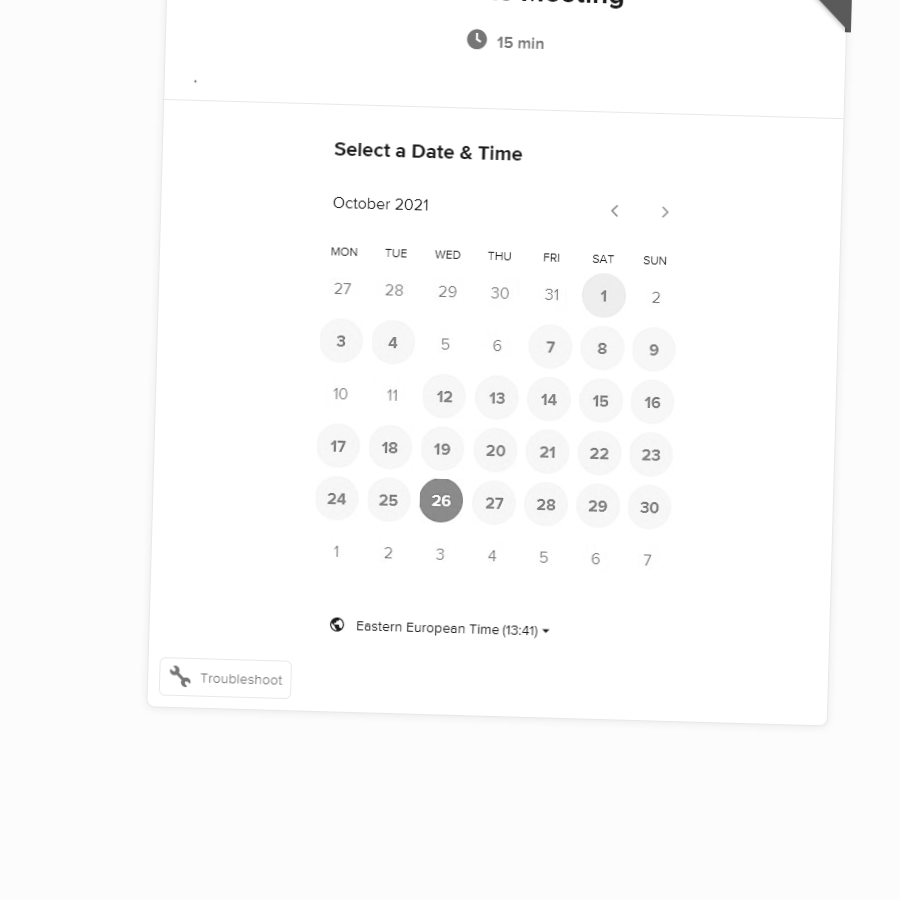 Meeting
15 min
.
Select a Date & Time
October 2021
MON TUE WED THU FRI SAT SUN
27 28 29 30 31 1 2
3 4 5 6 7 8 9
10 11 12 13 14 15 16
17 18 19 20 21 22 23
24 25 26 27 28 29 30
1 2 3 4 5 6 7
Eastern European Time (13:41)
Troubleshoot